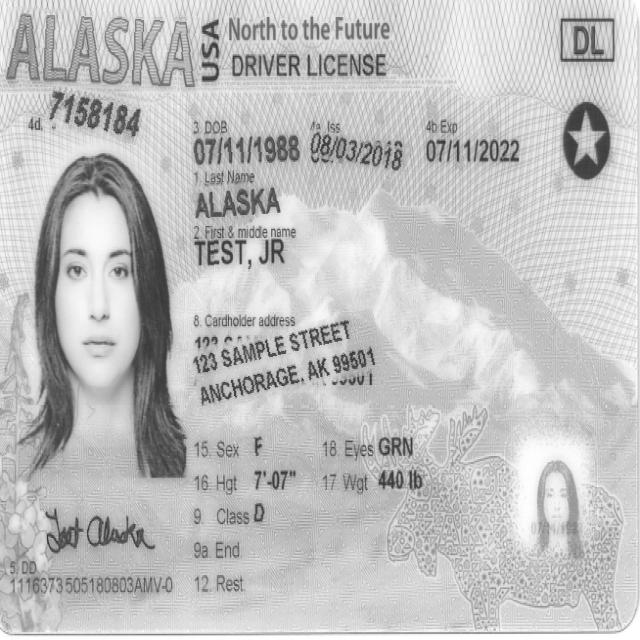 ALASKA USA North to the Future
DRIVER LICENSE
DL
4d. 7158184
3. DOB 4a. Iss 4b Exp
07/11/1988 08/03/2018 07/11/2022
1. Last Name
ALASKA
2. First & middle name
TEST, JR
8. Cardholder address
123 SAMPLE STREET
ANCHORAGE, AK 99501
15. Sex F 18. Eyes GRN
16. Hgt 7'-07" 17 Wgt 440 lb
9. Class D
9a. End
12. Rest.
Test Alaska
5. DD
1116373505180803AMV-0